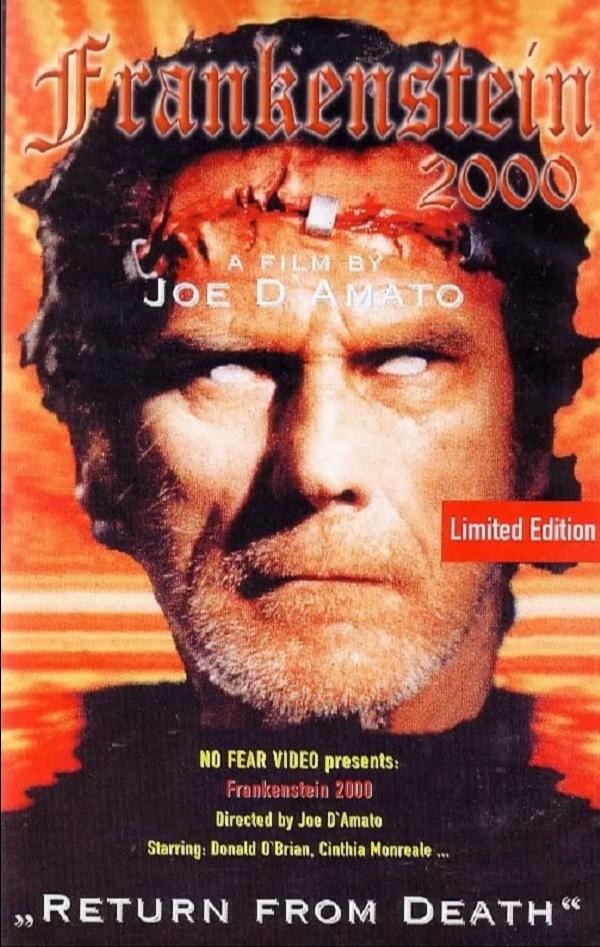 Frankenstein
2000
A FILM BY
JOE D'AMATO
Limited Edition
NO FEAR VIDEO presents:
Frankenstein 2000
Directed by Joe D`Amato
Starring: Donald O`Brian, Cinthia Monreale ...
„RETURN FROM DEATH“